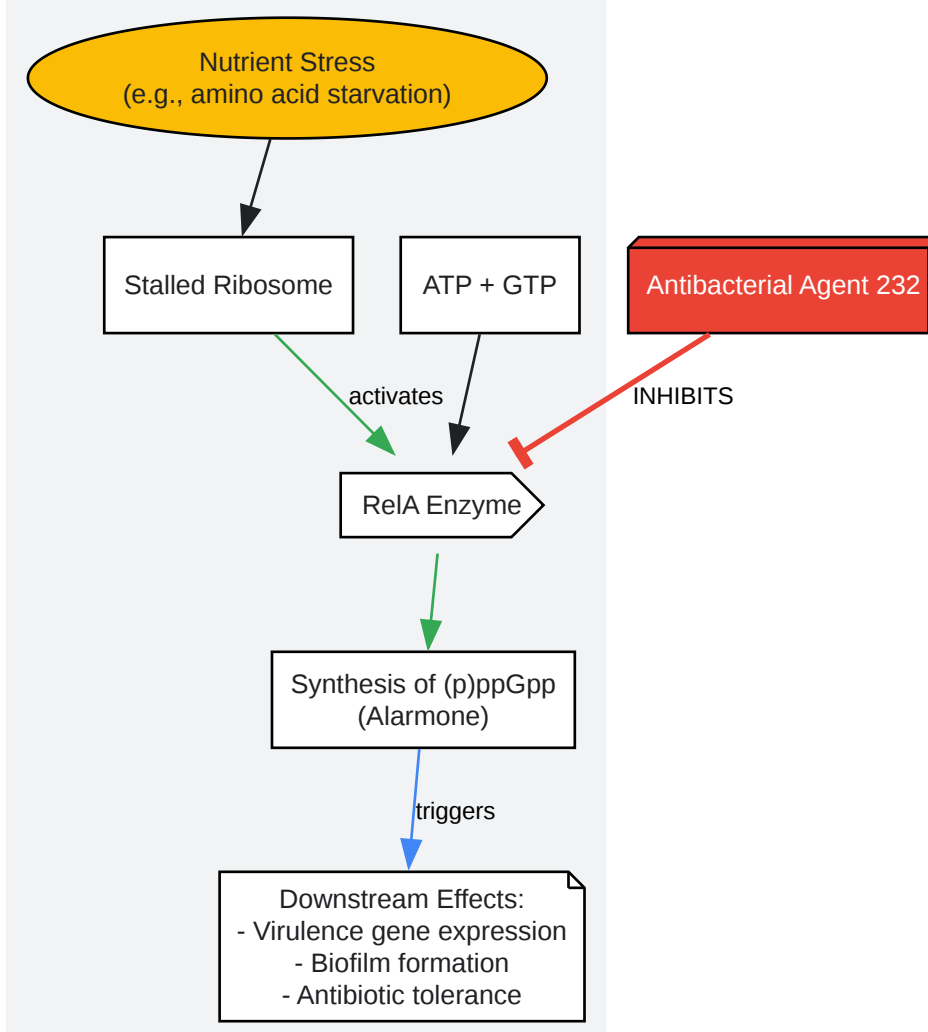 Nutrient Stress
(e.g., amino acid starvation)
Stalled Ribosome
ATP + GTP
Antibacterial Agent 232
activates
INHIBITS
RelA Enzyme
Synthesis of (p)ppGpp
(Alarmone)
triggers
Downstream Effects:
- Virulence gene expression
- Biofilm formation
- Antibiotic tolerance